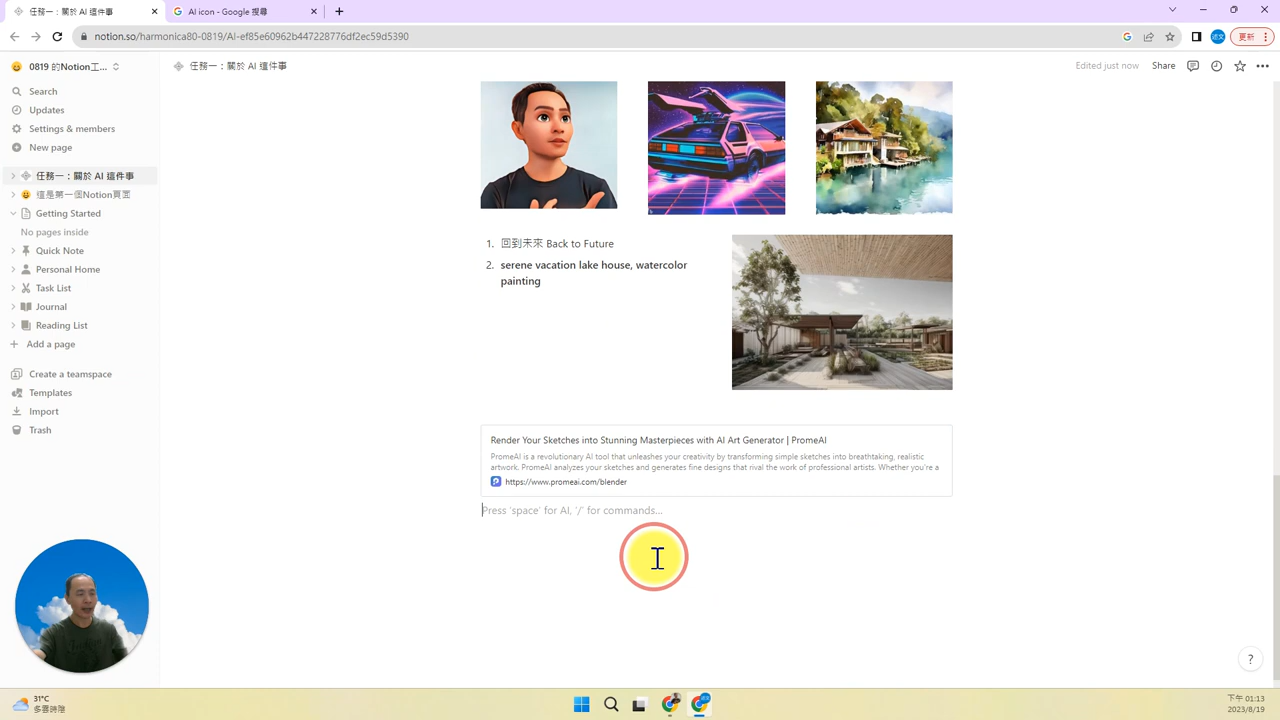 任務一：關於 AI 這件事
AI icon - Google 搜尋
notion.so/harmonica80-0819/AI-ef85e60962b447228776df2ec59d5390
更新
0819 的Notion工...
任務一：關於 AI 這件事
Edited just now
Share
Search
Updates
Settings & members
New page
任務一：關於 AI 這件事
這是第一個Notion頁面
Getting Started
No pages inside
Quick Note
Personal Home
Task List
Journal
Reading List
Add a page
Create a teamspace
Templates
Import
Trash
1. 回到未來 Back to Future
2. serene vacation lake house, watercolor
painting
Render Your Sketches into Stunning Masterpieces with AI Art Generator | PromeAI
PromeAI is a revolutionary AI tool that unleashes your creativity by transforming simple sketches into breathtaking, realistic
artwork. PromeAI analyzes your sketches and generates fine designs that rival the work of professional artists. Whether you're a
https://www.promeai.com/blender
Press 'space' for AI, '/' for commands...
?
31°C
多雲時陰
下午 01:13
2023/8/19